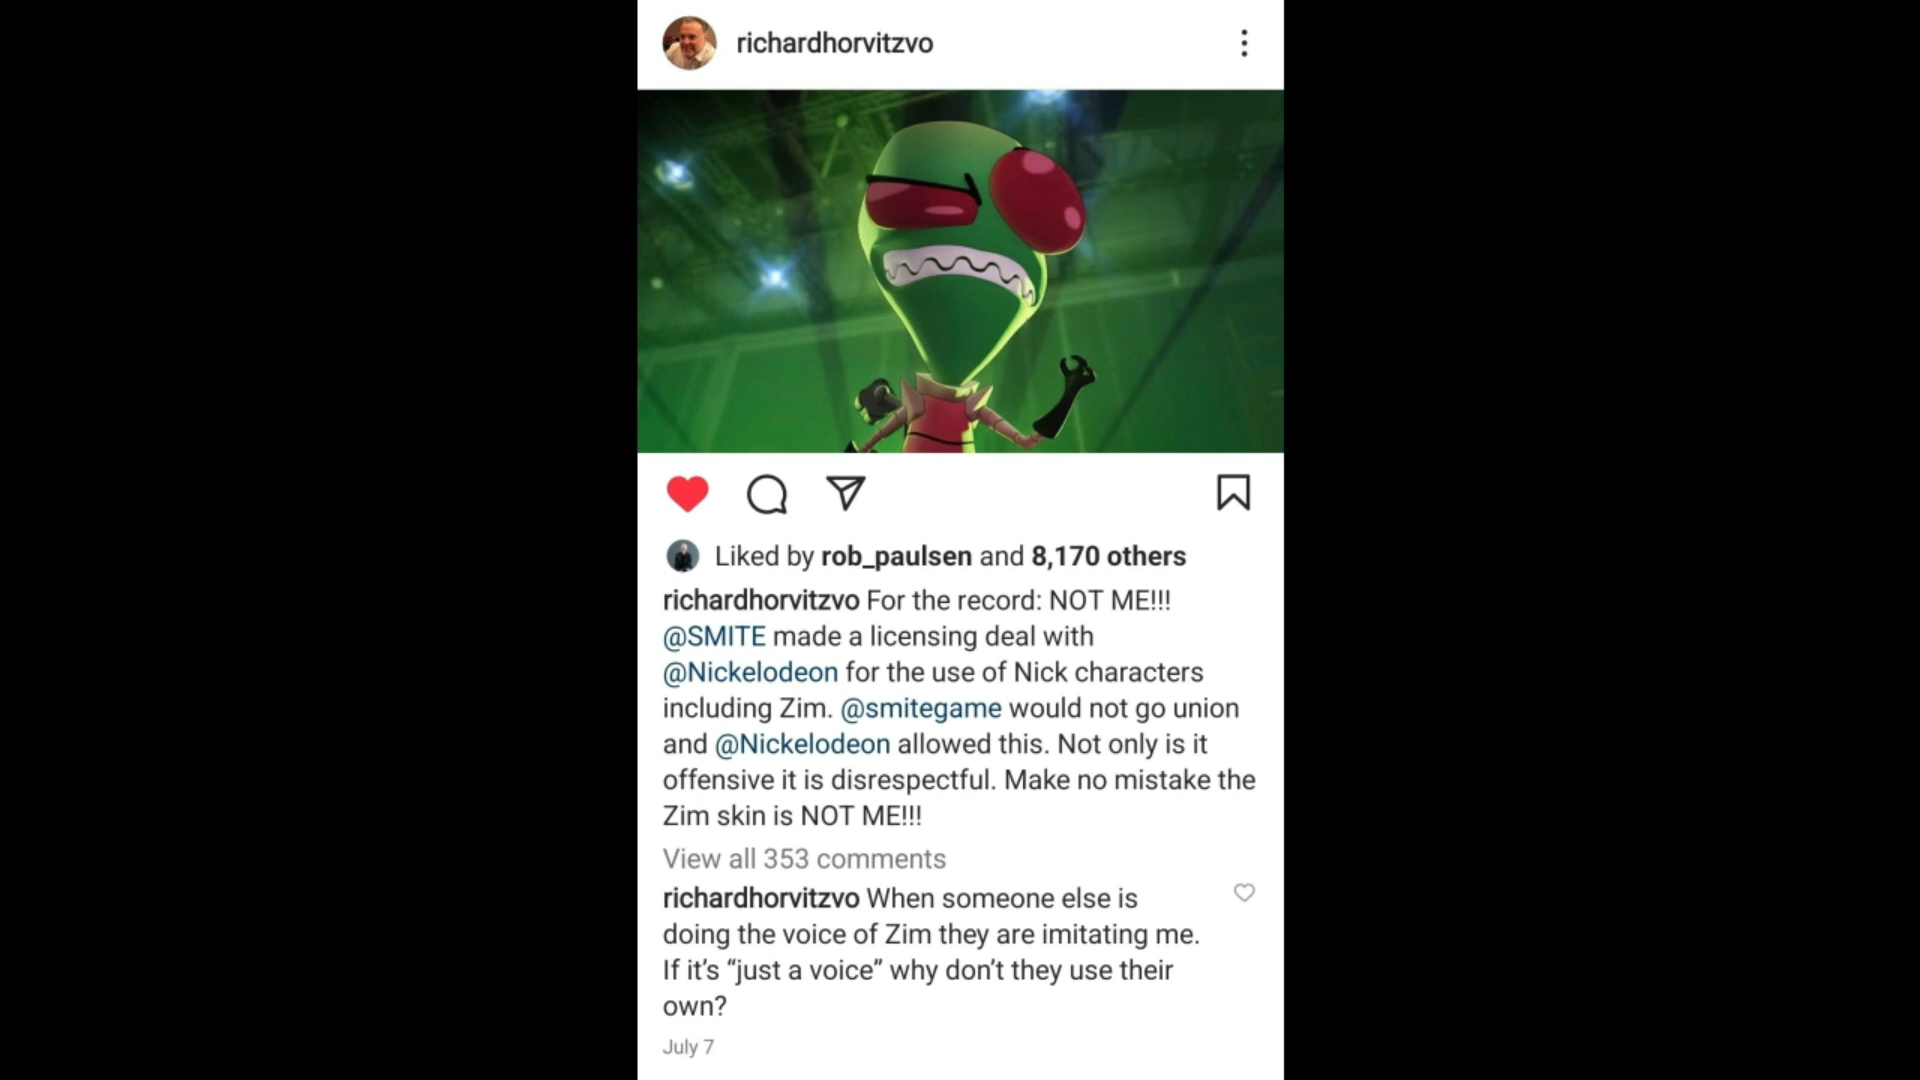 richardhorvitzvo
Liked by rob_paulsen and 8,170 others
richardhorvitzvo For the record: NOT ME!!!
@SMITE made a licensing deal with
@Nickelodeon for the use of Nick characters
including Zim. @smitegame would not go union
and @Nickelodeon allowed this. Not only is it
offensive it is disrespectful. Make no mistake the
Zim skin is NOT ME!!!
View all 353 comments
richardhorvitzvo When someone else is
doing the voice of Zim they are imitating me.
If it’s “just a voice” why don’t they use their
own?
July 7